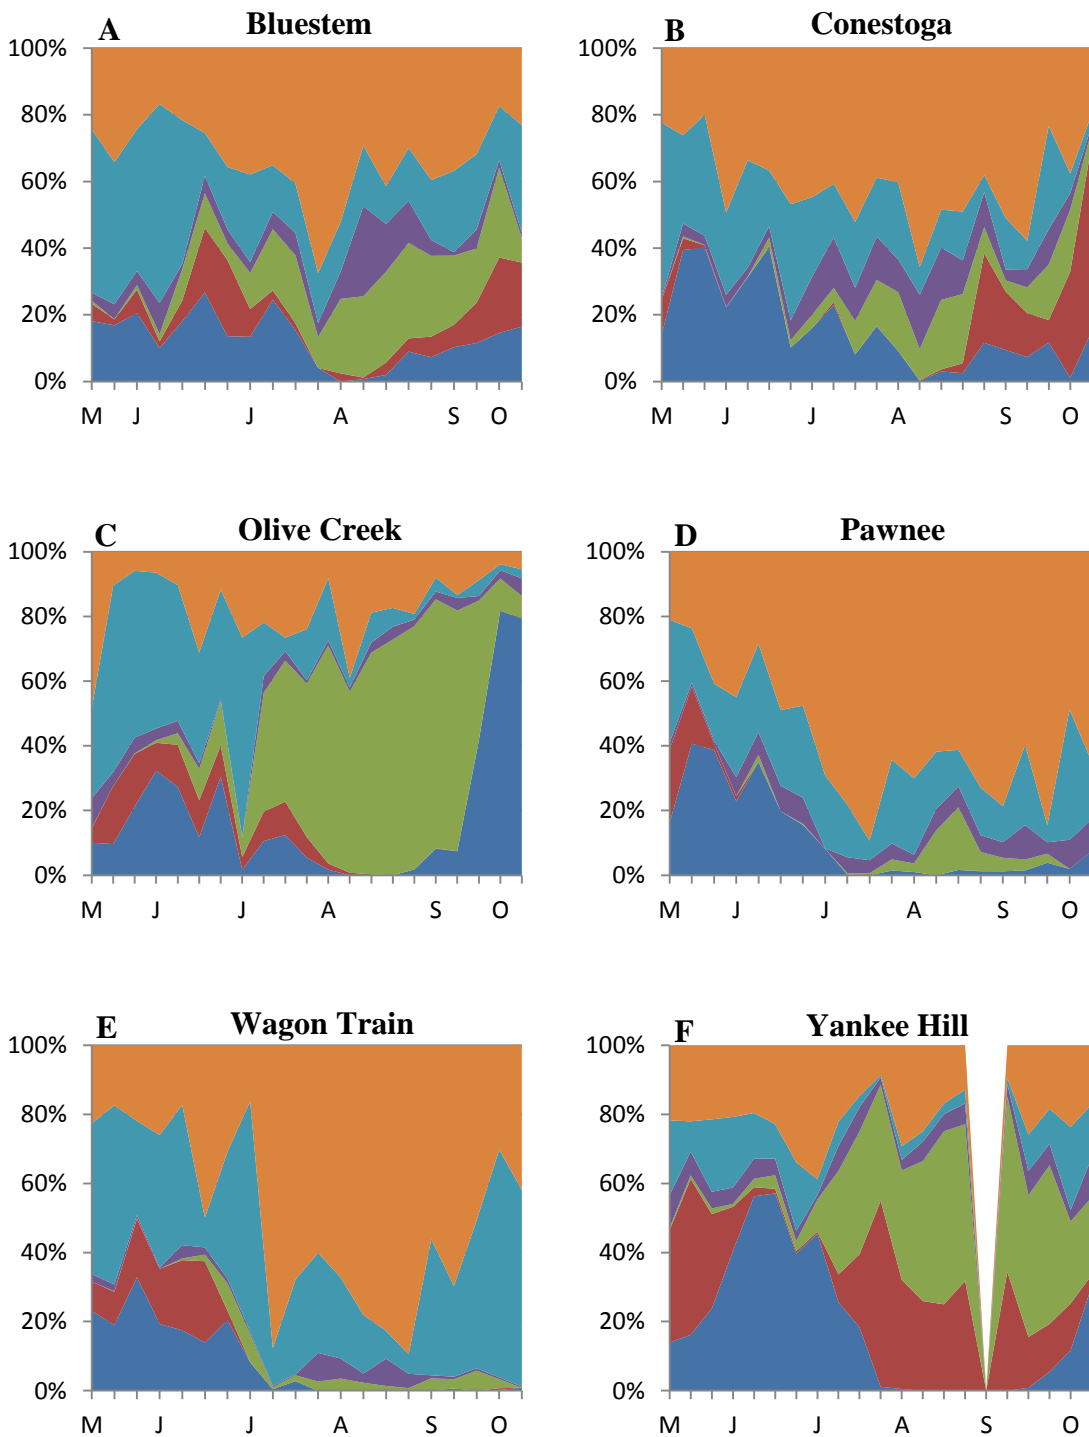 A Bluestem
B Conestoga
100% 100%
80% 80%
60% 60%
40% 40%
20% 20%
0% 0%
M J J A S O M J J A S O
C Olive Creek
D Pawnee
100% 100%
80% 80%
60% 60%
40% 40%
20% 20%
0% 0%
M J J A S O M J J A S O
E Wagon Train
F Yankee Hill
100% 100%
80% 80%
60% 60%
40% 40%
20% 20%
0% 0%
M J J A S O M J J A S O